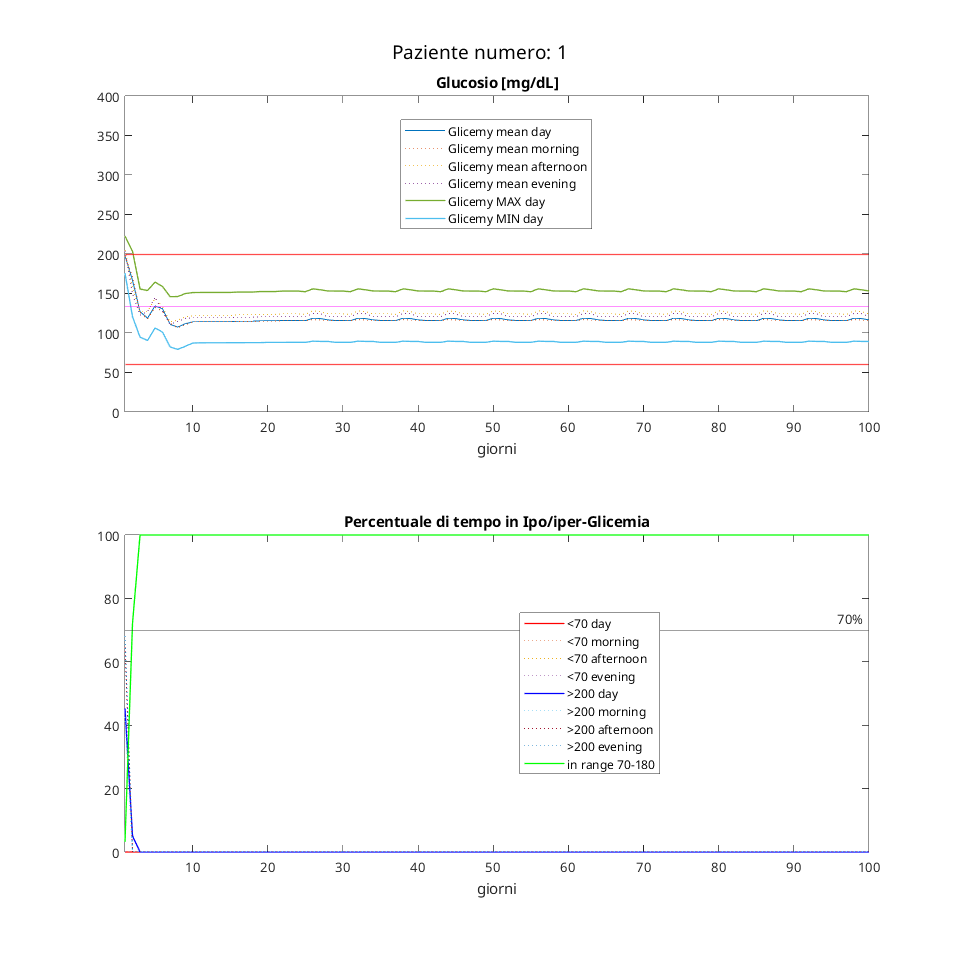 Paziente numero: 1
Glucosio [mg/dL]
400
350
300
250
200
150
100
50
0
Glicemy mean day
Glicemy mean morning
Glicemy mean afternoon
Glicemy mean evening
Glicemy MAX day
Glicemy MIN day
10 20 30 40 50 60 70 80 90 100
giorni
Percentuale di tempo in Ipo/iper-Glicemia
100
80
60
40
20
0
70%
<70 day
<70 morning
<70 afternoon
<70 evening
>200 day
>200 morning
>200 afternoon
>200 evening
in range 70-180
10 20 30 40 50 60 70 80 90 100
giorni